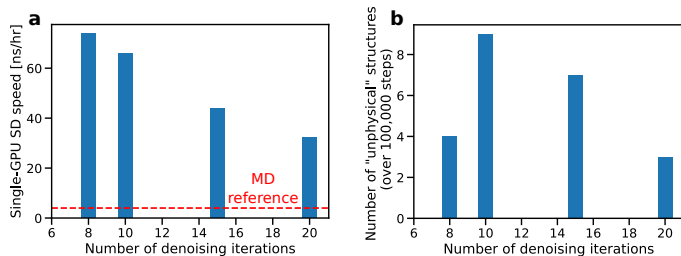 a
Single-GPU SD speed [ns/hr]
60
40
20
0
MD
reference
6 8 10 12 14 16 18 20
Number of denoising iterations
b
Number of "unphysical" structures
(over 100,000 steps)
8
6
4
2
0
6 8 10 12 14 16 18 20
Number of denoising iterations